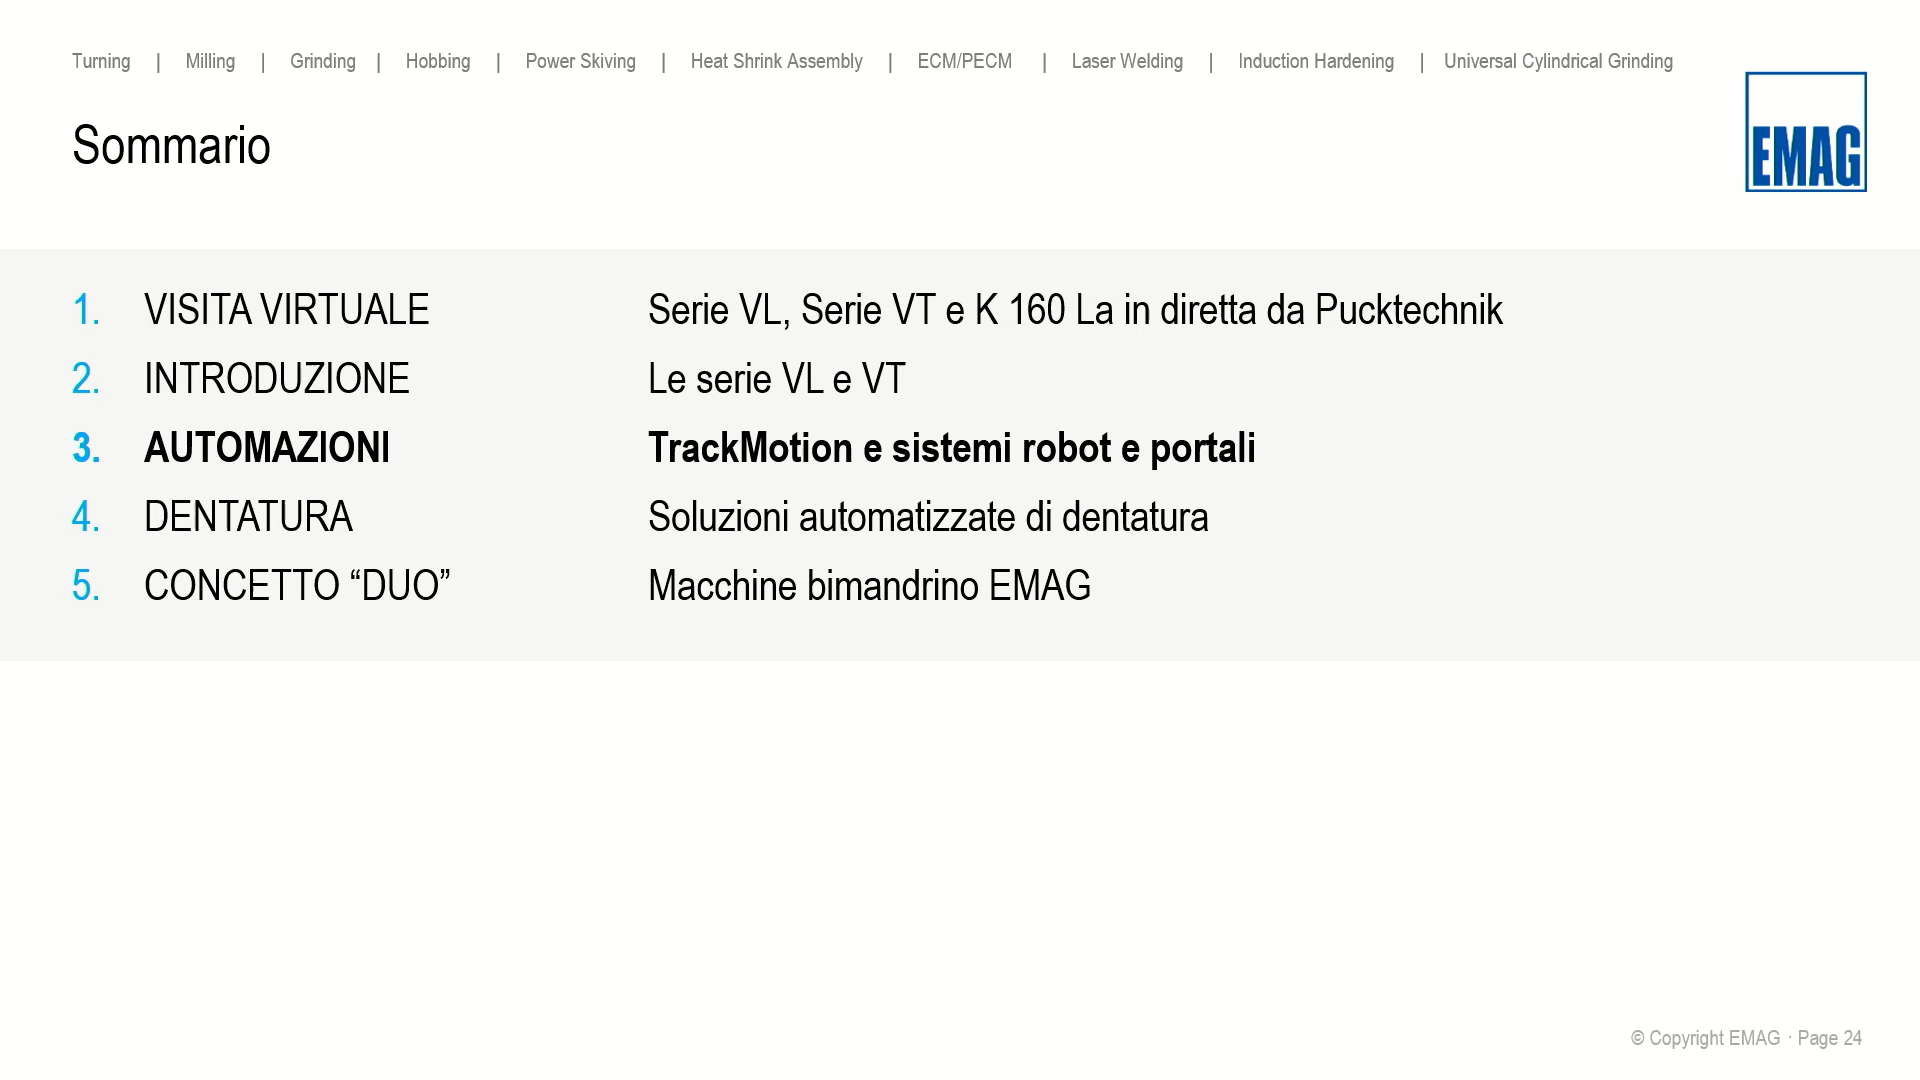 Turning | Milling | Grinding | Hobbing | Power Skiving | Heat Shrink Assembly | ECM/PECM | Laser Welding | Induction Hardening | Universal Cylindrical Grinding
Sommario
EMAG
1. VISITA VIRTUALE Serie VL, Serie VT e K 160 La in diretta da Pucktechnik
2. INTRODUZIONE Le serie VL e VT
3. AUTOMAZIONI TrackMotion e sistemi robot e portali
4. DENTATURA Soluzioni automatizzate di dentatura
5. CONCETTO “DUO” Macchine bimandrino EMAG
© Copyright EMAG · Page 24